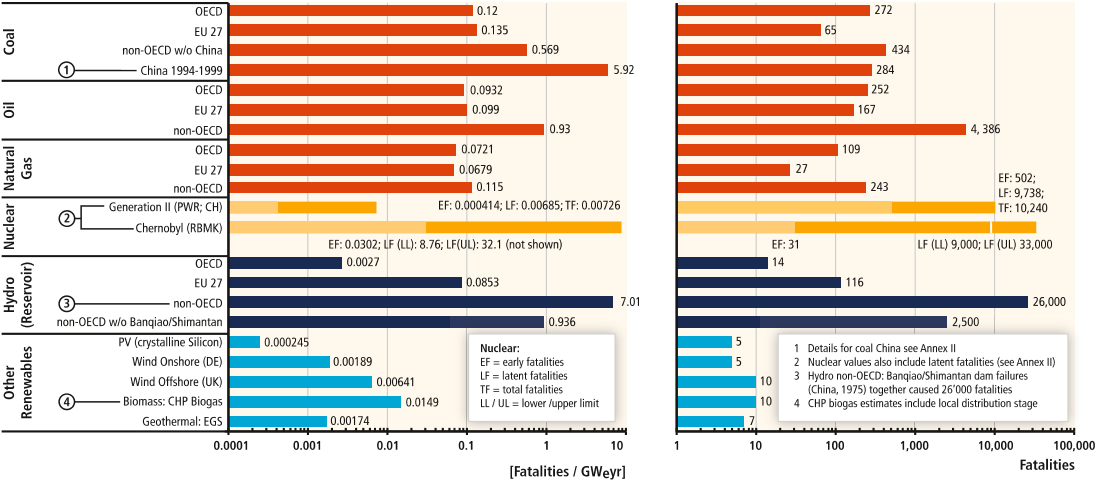 Coal
OECD 0.12 272
EU 27 0.135 65
non-OECD w/o China 0.569 434
1 China 1994-1999 5.92 284
Oil
OECD 0.0932 252
EU 27 0.099 167
non-OECD 0.93 4, 386
Natural
Gas
OECD 0.0721 109
EU 27 0.0679 27
non-OECD 0.115 243
Nuclear
2
Generation II (PWR; CH) EF: 0.000414; LF: 0.00685; TF: 0.00726
EF: 502;
LF: 9,738;
TF: 10,240
Chernobyl (RBMK)
EF: 0.0302; LF (LL): 8.76; LF(UL): 32.1 (not shown)
EF: 31 LF (LL) 9,000; LF (UL) 33,000
Hydro
(Reservoir)
OECD 0.0027 14
EU 27 0.0853 116
3 non-OECD 7.01 26,000
non-OECD w/o Banqiao/Shimantan 0.936 2,500
Other
Renewables
PV (crystalline Silicon) 0.000245 5
Wind Onshore (DE) 0.00189 5
Wind Offshore (UK) 0.00641 10
4 Biomass: CHP Biogas 0.0149 10
Geothermal: EGS 0.00174 7
Nuclear:
EF = early fatalities
LF = latent fatalities
TF = total fatalities
LL / UL = lower /upper limit
1 Details for coal China see Annex II
2 Nuclear values also include latent fatalities (see Annex II)
3 Hydro non-OECD: Banqiao/Shimantan dam failures
(China, 1975) together caused 26’000 fatalities
4 CHP biogas estimates include local distribution stage
0.0001 0.001 0.01 0.1 1 10
[Fatalities / GWeyr]
1 10 100 1,000 10,000 100,000
Fatalities